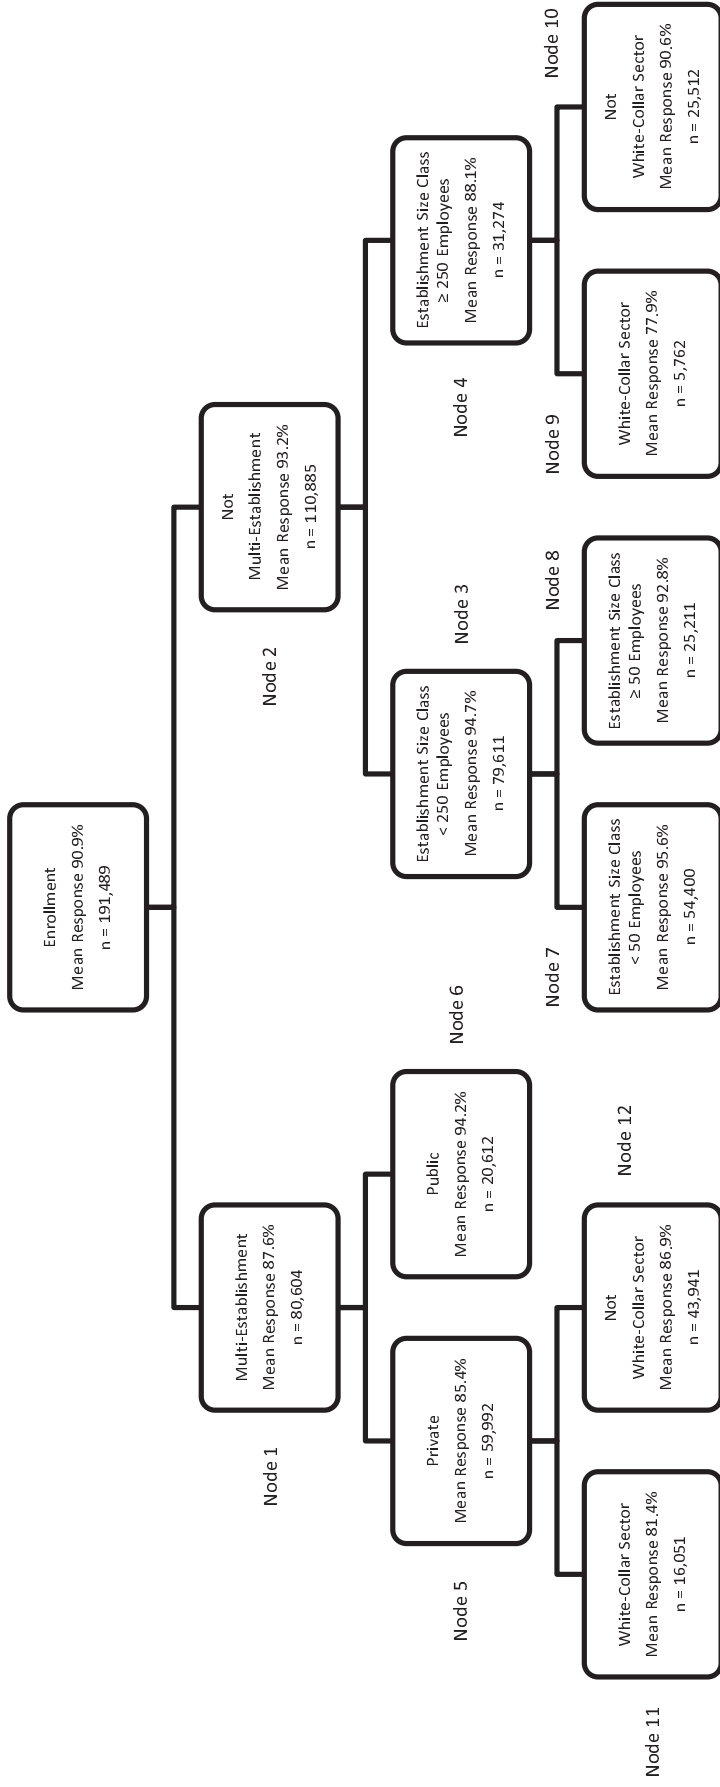 Enrollment
Mean Response 90.9%
n = 191,489
Node 1
Multi-Establishment
Mean Response 87.6%
n = 80,604
Node 2
Not
Multi-Establishment
Mean Response 93.2%
n = 110,885
Node 5
Private
Mean Response 85.4%
n = 59,992
Public
Mean Response 94.2%
n = 20,612
Node 6
Establishment Size Class
< 250 Employees
Mean Response 94.7%
n = 79,611
Node 3
Node 4
Establishment Size Class
≥ 250 Employees
Mean Response 88.1%
n = 31,274
Node 11
White-Collar Sector
Mean Response 81.4%
n = 16,051
Not
White-Collar Sector
Mean Response 86.9%
n = 43,941
Node 12
Node 7
Establishment Size Class
< 50 Employees
Mean Response 95.6%
n = 54,400
Node 8
Establishment Size Class
≥ 50 Employees
Mean Response 92.8%
n = 25,211
Node 9
White-Collar Sector
Mean Response 77.9%
n = 5,762
Node 10
Not
White-Collar Sector
Mean Response 90.6%
n = 25,512